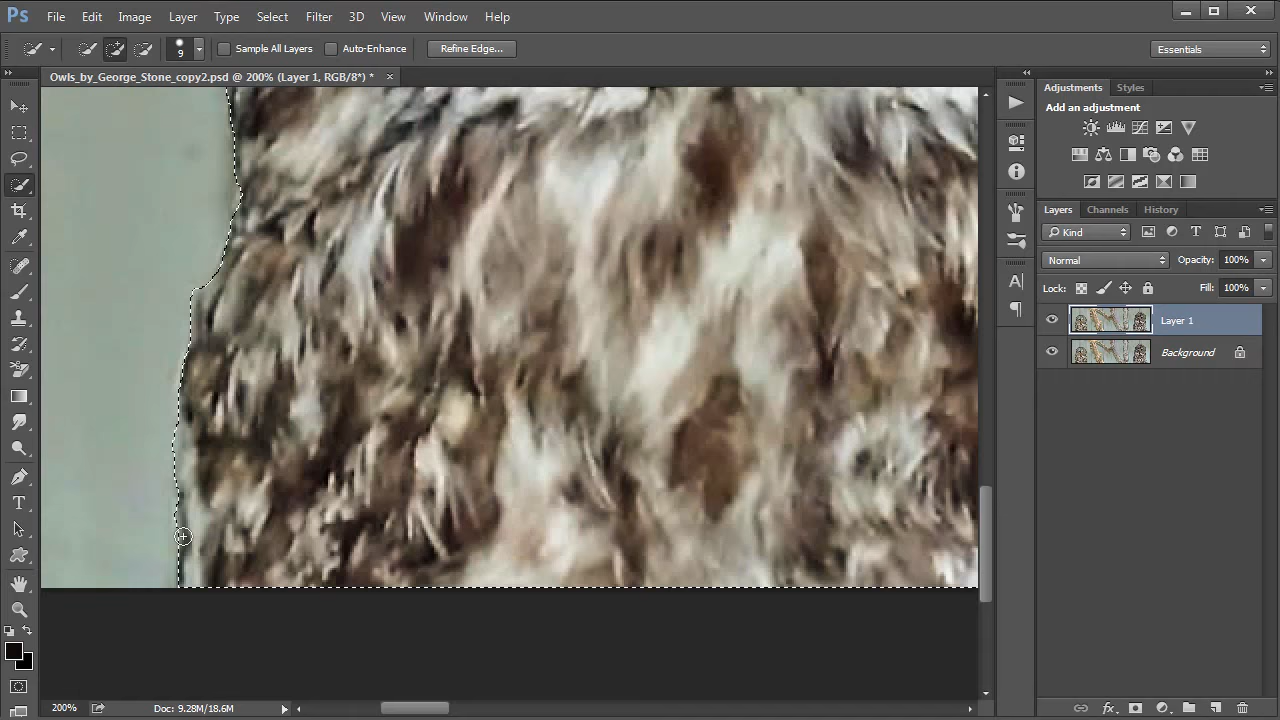 Ps File Edit Image Layer Type Select Filter 3D View Window Help
9 Sample All Layers Auto-Enhance Refine Edge... Essentials
Owls_by_George_Stone_copy2.psd @ 200% (Layer 1, RGB/8*) *
Adjustments Styles
Add an adjustment
Layers Channels History
Kind
Normal Opacity: 100%
Lock: Fill: 100%
Layer 1
Background
200% Doc: 9.28M/18.6M